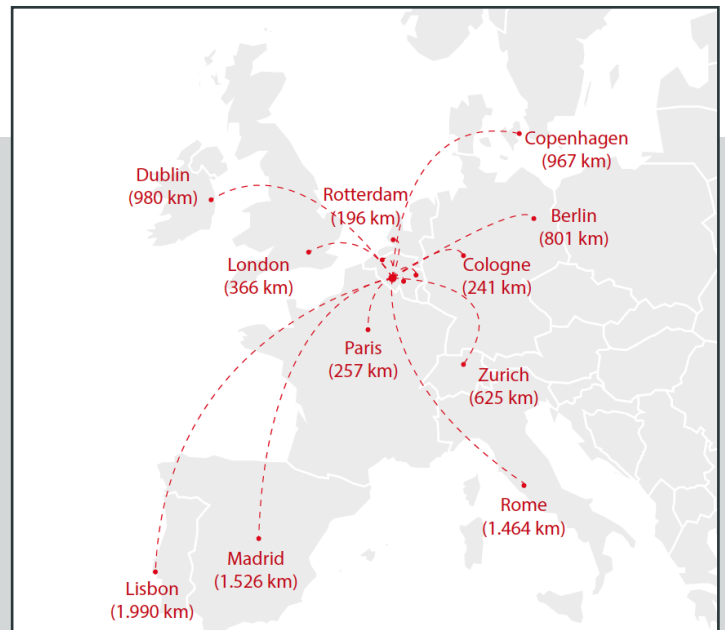 Copenhagen
(967 km)
Dublin
(980 km)
Rotterdam
(196 km)
Berlin
(801 km)
London
(366 km)
Cologne
(241 km)
Paris
(257 km)
Zurich
(625 km)
Rome
(1.464 km)
Madrid
(1.526 km)
Lisbon
(1.990 km)